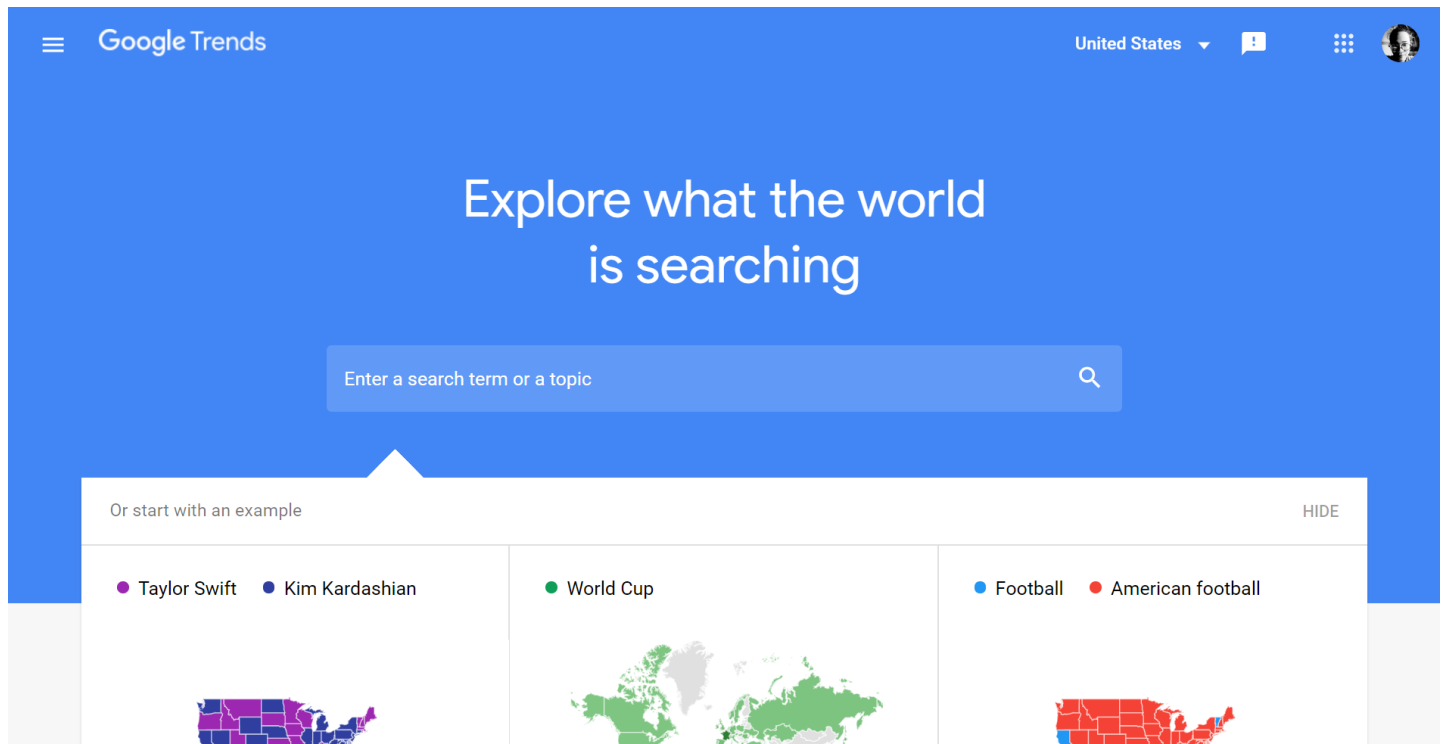 Google Trends
United States
Explore what the world
is searching
Enter a search term or a topic
Or start with an example
HIDE
Taylor Swift Kim Kardashian
World Cup
Football American football